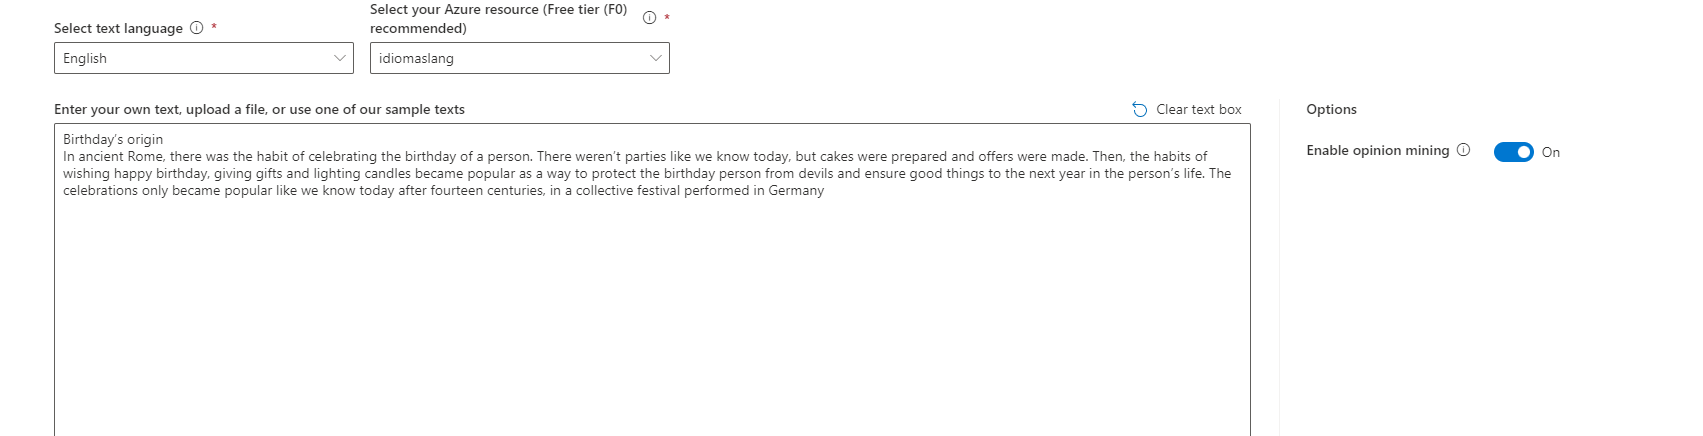 Select your Azure resource (Free tier (F0)
Select text language * recommended) *
English
idiomaslang
Enter your own text, upload a file, or use one of our sample texts
Clear text box
Options
Birthday’s origin
In ancient Rome, there was the habit of celebrating the birthday of a person. There weren’t parties like we know today, but cakes were prepared and offers were made. Then, the habits of
wishing happy birthday, giving gifts and lighting candles became popular as a way to protect the birthday person from devils and ensure good things to the next year in the person’s life. The
celebrations only became popular like we know today after fourteen centuries, in a collective festival performed in Germany
Enable opinion mining
On